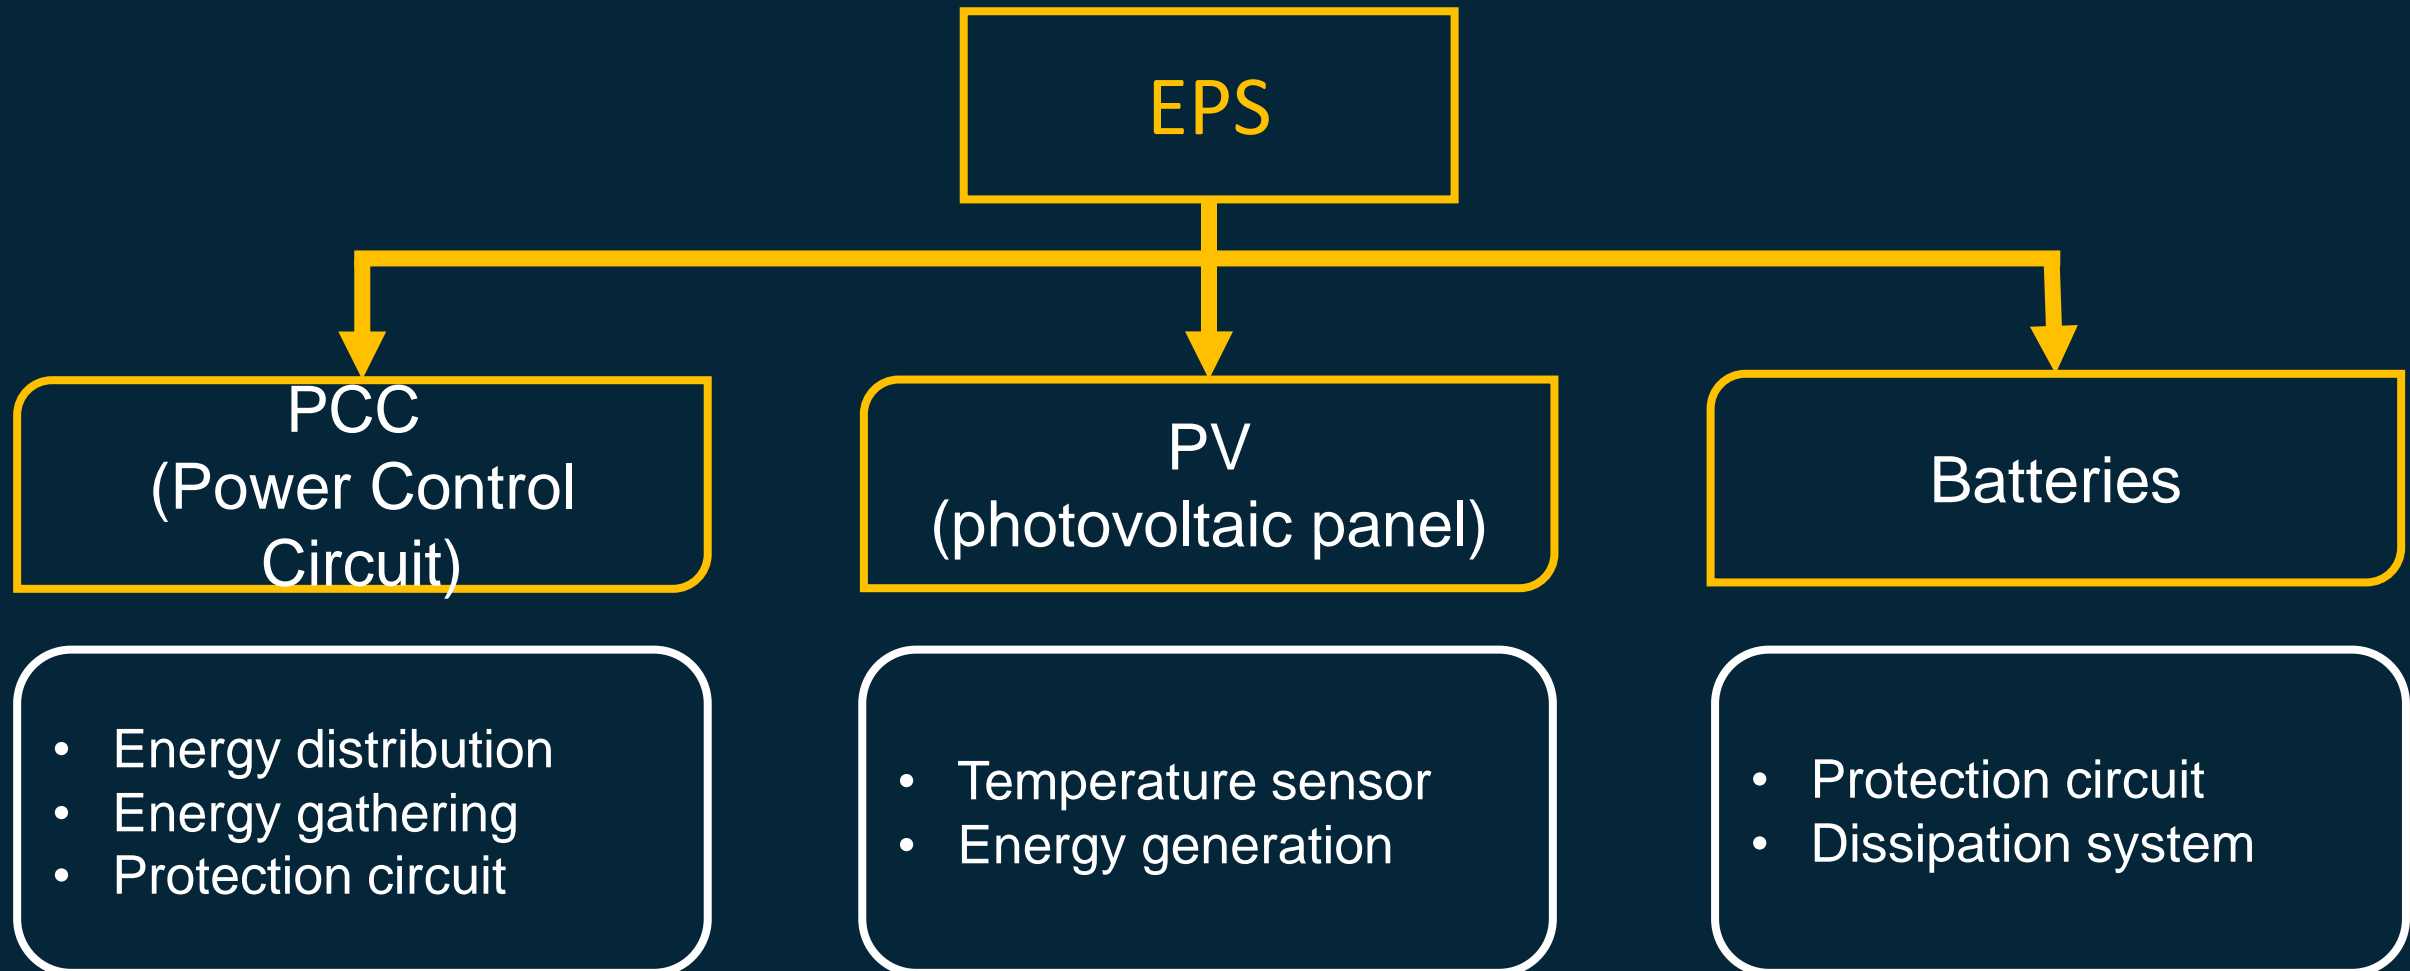 EPS
PCC
(Power Control
Circuit)
PV
(photovoltaic panel)
Batteries
• Energy distribution
• Energy gathering
• Protection circuit
• Temperature sensor
• Energy generation
• Protection circuit
• Dissipation system